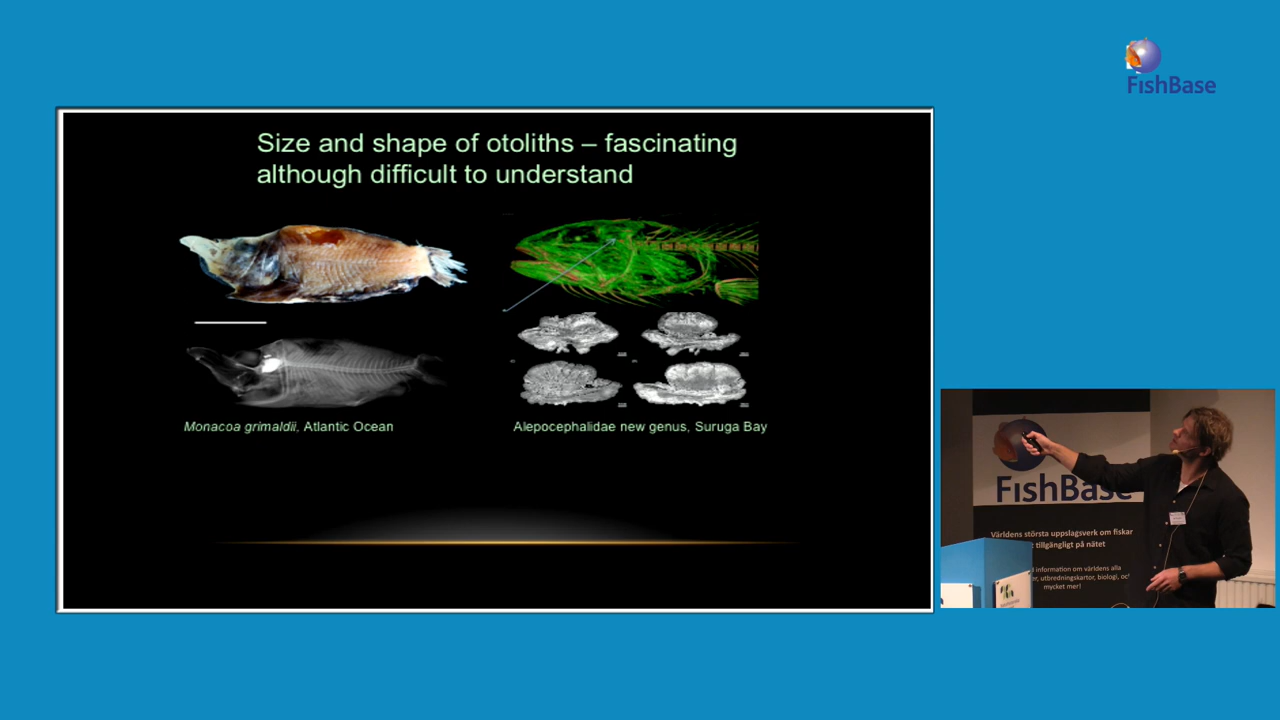 FishBase
Size and shape of otoliths – fascinating
although difficult to understand
Monacoa grimaldii, Atlantic Ocean
Alepocephalidae new genus, Suruga Bay
FishBase
Världens största uppslagsverk om fiskar
tillgängligt på nätet
information om världens alla
utbredningskartor, biologi, oc
mycket mer!